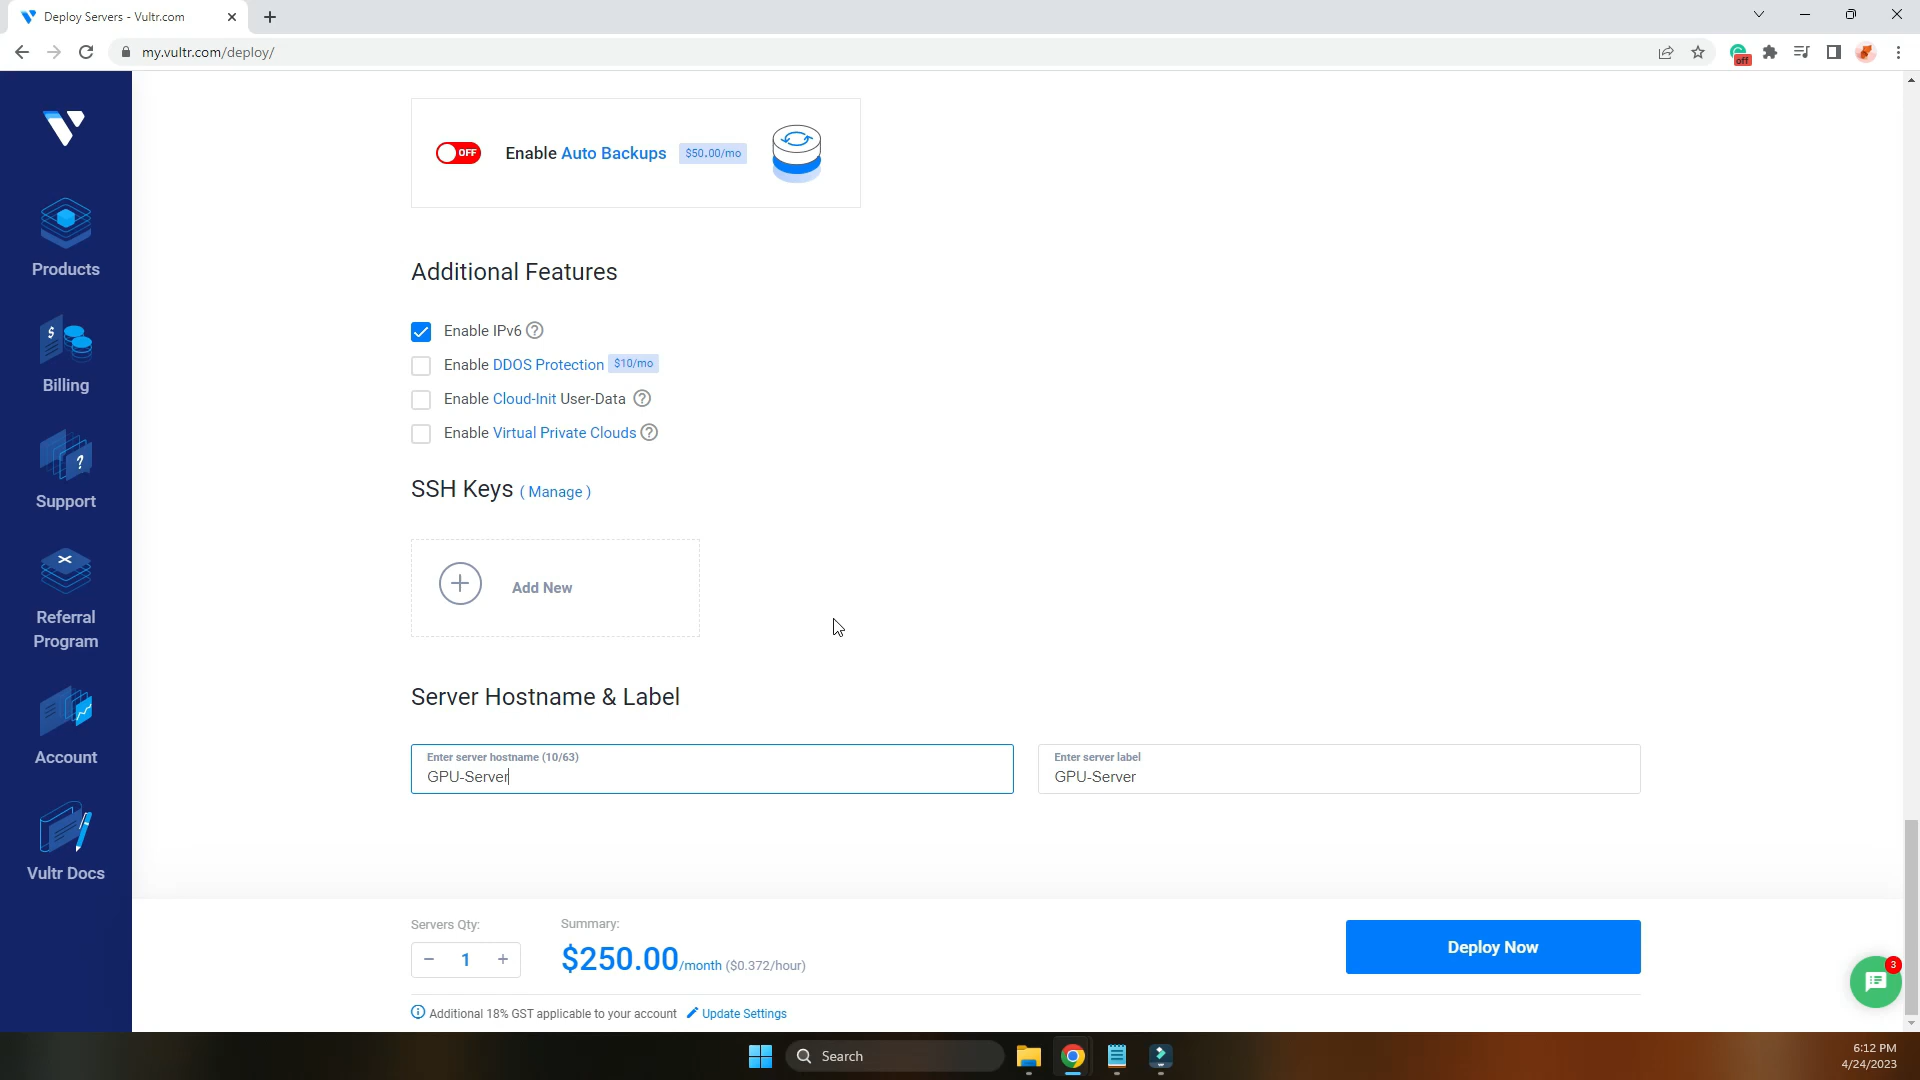 Deploy Servers - Vultr.com
my.vultr.com/deploy/
off
OFF
Enable Auto Backups $50.00/mo
Products
Additional Features
Enable IPv6 ?
Billing
Enable DDOS Protection $10/mo
Enable Cloud-Init User-Data ?
Enable Virtual Private Clouds ?
Support
SSH Keys ( Manage )
Add New
Referral
Program
Server Hostname & Label
Account
Enter server hostname (10/63)
GPU-Server
Enter server label
GPU-Server
Vultr Docs
Servers Qty:
Summary:
- 1 +
$250.00/month ($0.372/hour)
Deploy Now
3
Additional 18% GST applicable to your account Update Settings
Search
6:12 PM
4/24/2023